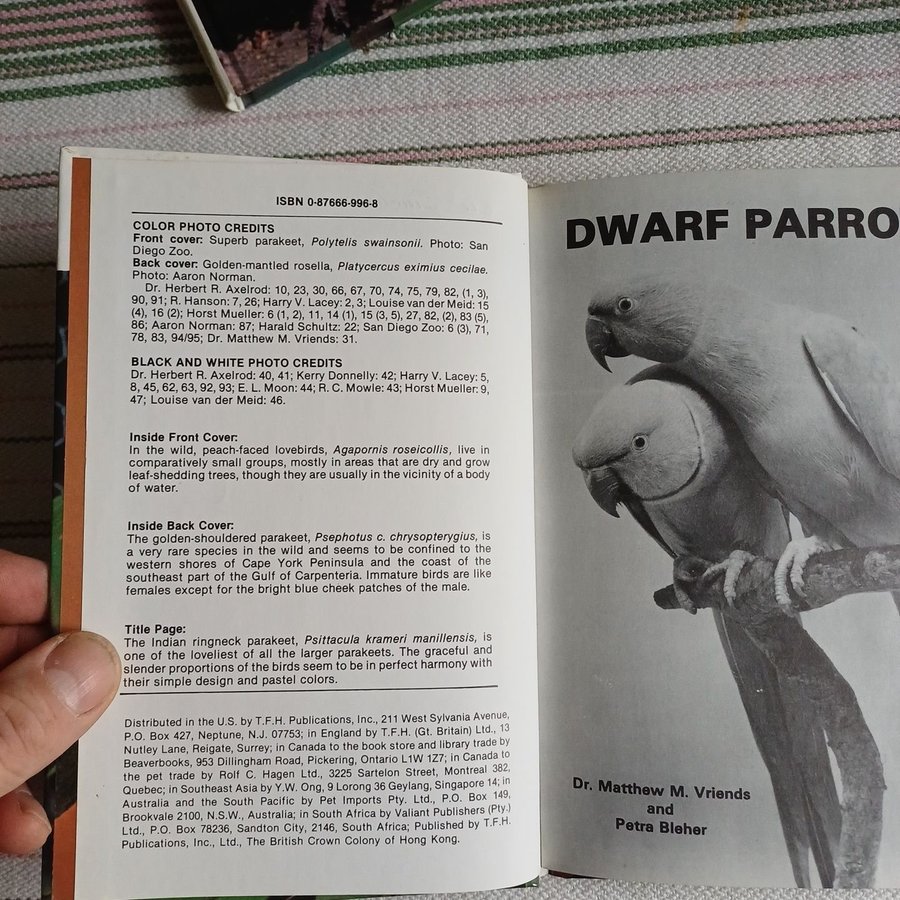 ISBN 0-87666-996-8
COLOR PHOTO CREDITS
Front cover: Superb parakeet, Polytelis swainsonii. Photo: San
Diego Zoo.
Back cover: Golden-mantled rosella, Platycercus eximius cecilae.
Photo: Aaron Norman.
Dr. Herbert R. Axelrod: 10, 23, 30, 66, 67, 70, 74, 75, 79, 82, (1, 3),
90, 91; R. Hanson: 7, 26; Harry V. Lacey: 2, 3; Louise van der Meid: 15
(4), 16 (2); Horst Mueller: 6 (1, 2), 11, 14 (1), 15 (3, 5), 27, 82, (2), 83 (5),
86; Aaron Norman: 87; Harald Schultz: 22; San Diego Zoo: 6 (3), 71,
78, 83, 94/95; Dr. Matthew M. Vriends: 31.
BLACK AND WHITE PHOTO CREDITS
Dr. Herbert R. Axelrod: 40, 41; Kerry Donnelly: 42; Harry V. Lacey: 5,
8, 45, 62, 63, 92, 93; E. L. Moon: 44; R. C. Mowle: 43; Horst Mueller: 9,
47; Louise van der Meid: 46.
Inside Front Cover:
In the wild, peach-faced lovebirds, Agapornis roseicollis, live in
comparatively small groups, mostly in areas that are dry and grow
leaf-shedding trees, though they are usually in the vicinity of a body
of water.
Inside Back Cover:
The golden-shouldered parakeet, Psephotus c. chrysopterygius, is
a very rare species in the wild and seems to be confined to the
western shores of Cape York Peninsula and the coast of the
southeast part of the Gulf of Carpenteria. Immature birds are like
females except for the bright blue cheek patches of the male.
Title Page:
The Indian ringneck parakeet, Psittacula krameri manillensis, is
one of the loveliest of all the larger parakeets. The graceful and
slender proportions of the birds seem to be in perfect harmony with
their simple design and pastel colors.
Distributed in the U.S. by T.F.H. Publications, Inc., 211 West Sylvania Avenue,
P.O. Box 427, Neptune, N.J. 07753; in England by T.F.H. (Gt. Britain) Ltd., 13
Nutley Lane, Reigate, Surrey; in Canada to the book store and library trade by
Beaverbooks, 953 Dillingham Road, Pickering, Ontario L1W 1Z7; in Canada to
the pet trade by Rolf C. Hagen Ltd., 3225 Sartelon Street, Montreal 382,
Quebec; in Southeast Asia by Y.W. Ong, 9 Lorong 36 Geylang, Singapore 14; in
Australia and the South Pacific by Pet Imports Pty. Ltd., P.O. Box 149,
Brookvale 2100, N.S.W., Australia; in South Africa by Valiant Publishers (Pty.)
Ltd., P.O. Box 78236, Sandton City, 2146, South Africa; Published by T.F.H.
Publications, Inc., Ltd., The British Crown Colony of Hong Kong.
DWARF PARRO
Dr. Matthew M. Vriends
and
Petra Bleher